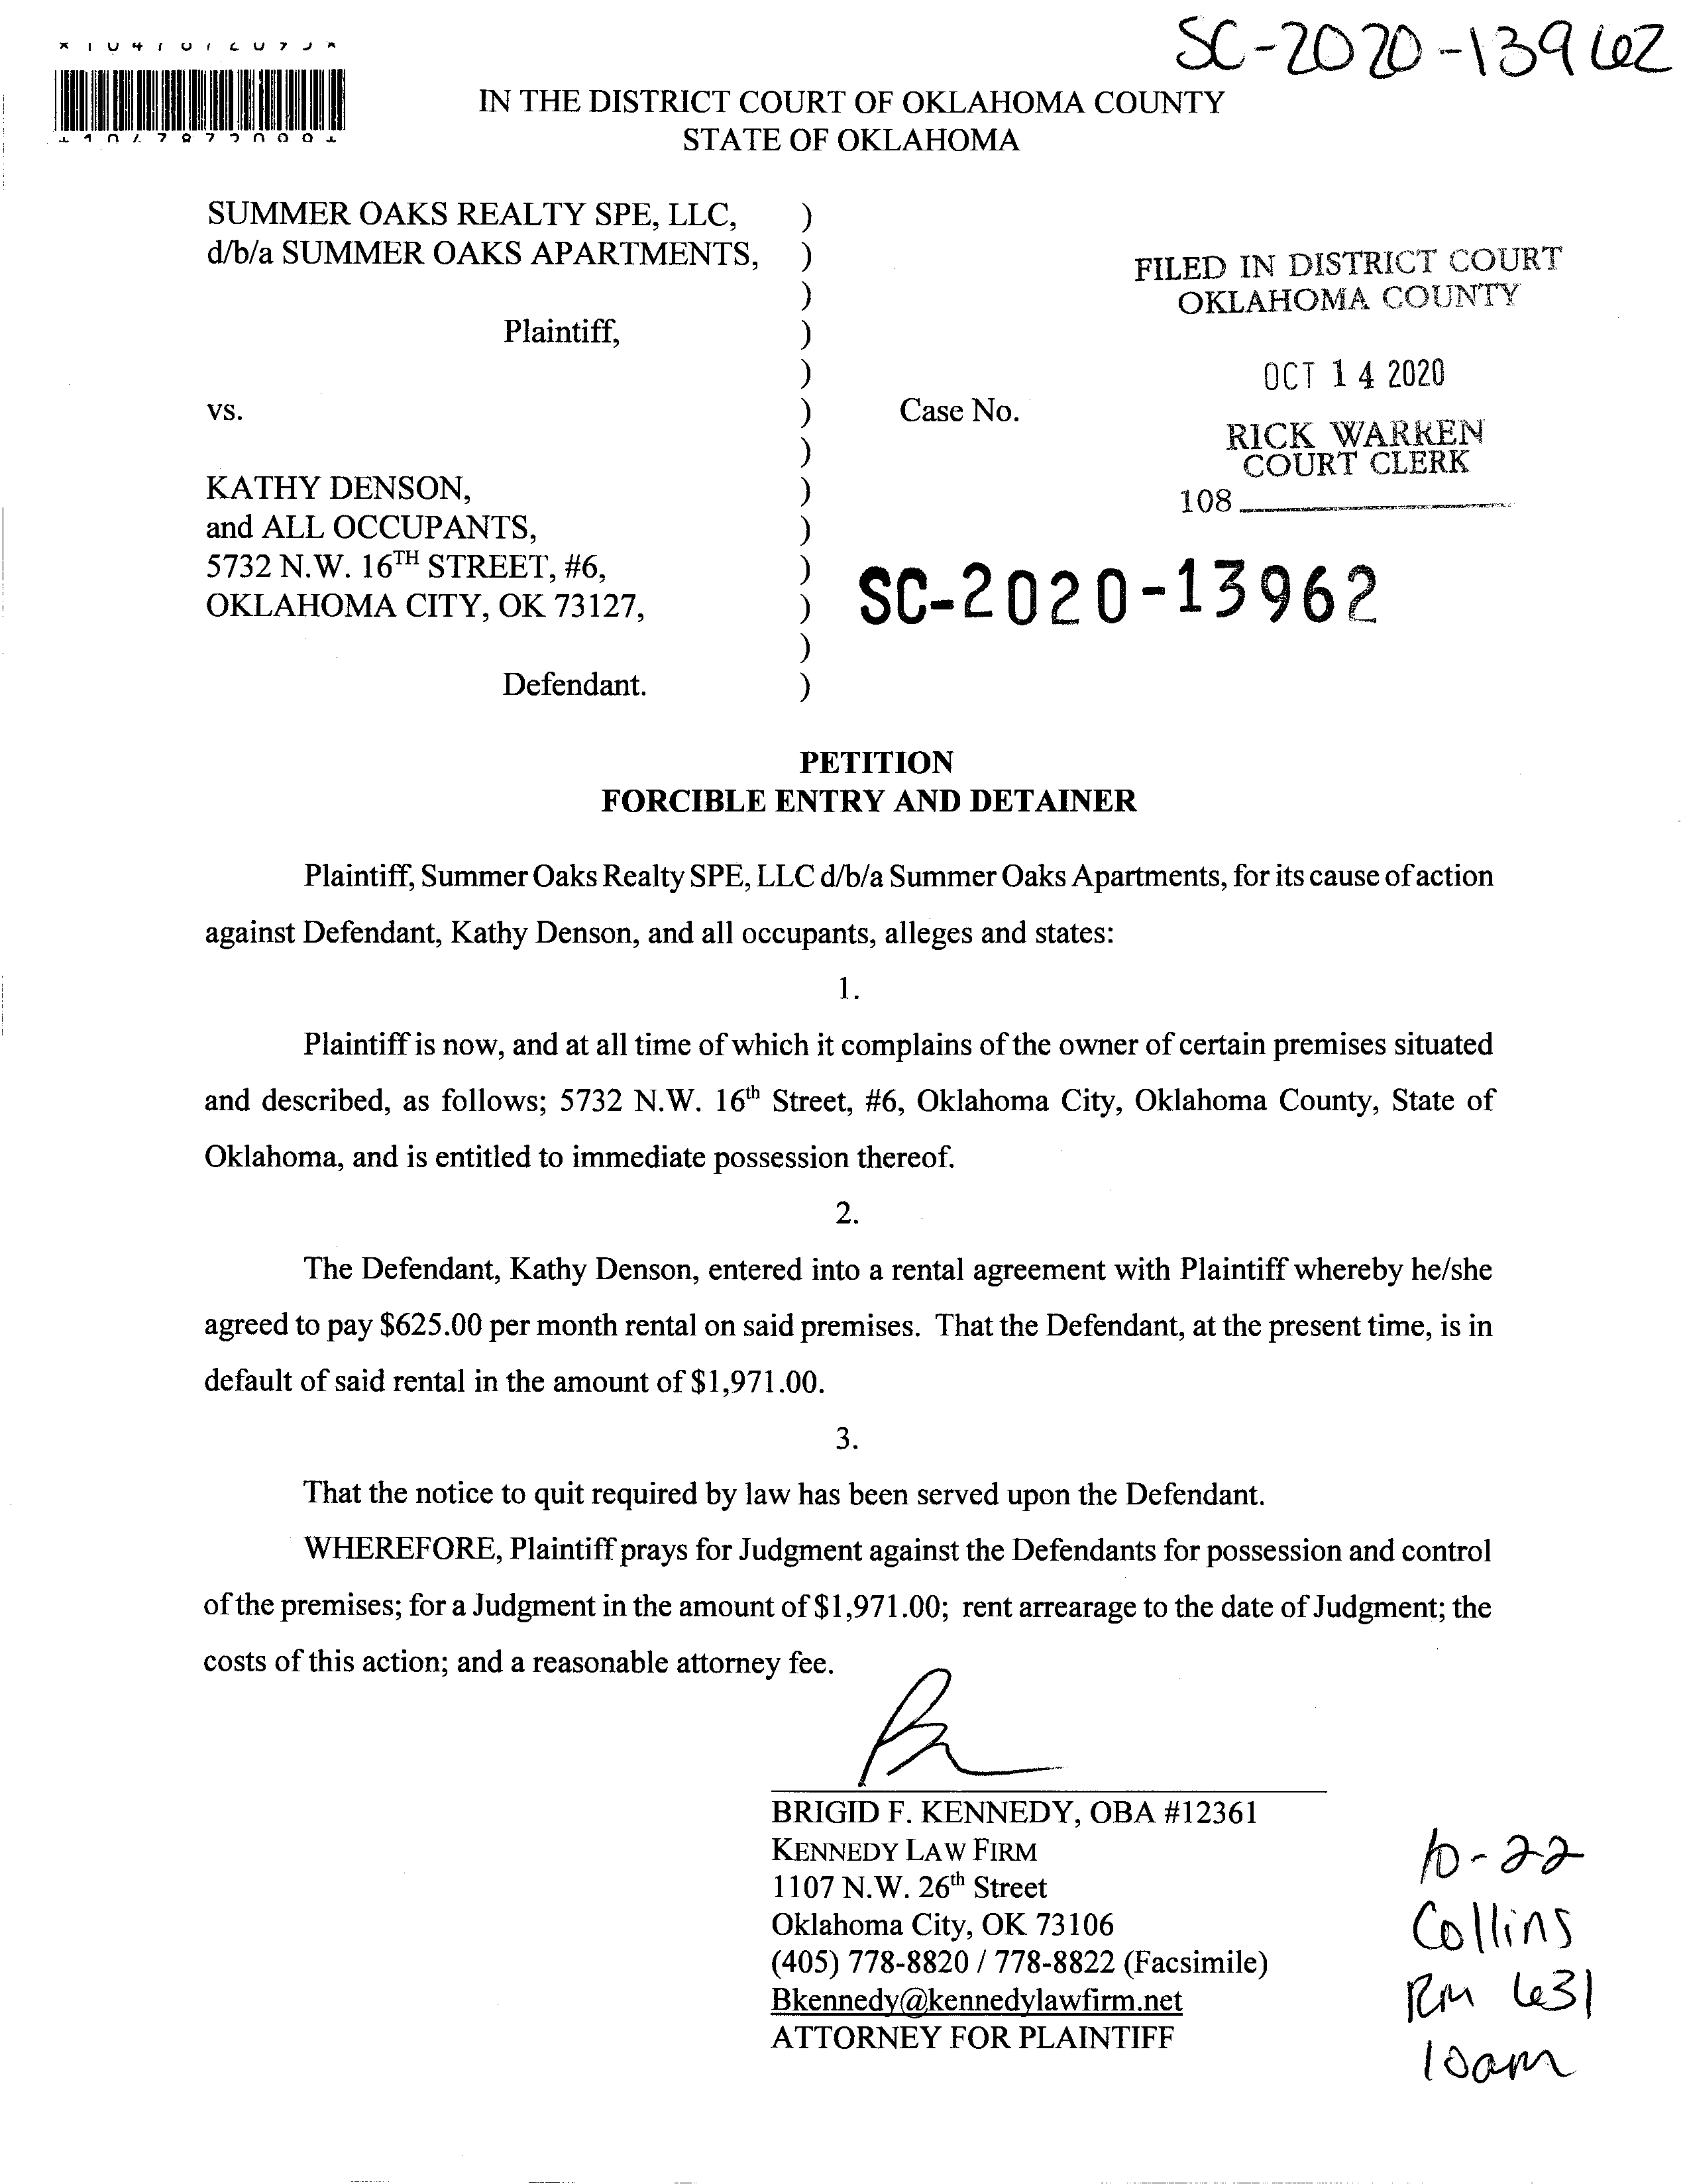 SC-2020-13962
IN THE DISTRICT COURT OF OKLAHOMA COUNTY
STATE OF OKLAHOMA
SUMMER OAKS REALTY SPE, LLC, )
d/b/a SUMMER OAKS APARTMENTS, )
)
Plaintiff, )
)
vs. )
)
KATHY DENSON, )
and ALL OCCUPANTS, )
5732 N.W. 16TH STREET, #6, )
OKLAHOMA CITY, OK 73127, )
)
Defendant. )
FILED IN DISTRICT COURT
OKLAHOMA COUNTY
OCT 14 2020
Case No.
RICK WARREN
COURT CLERK
108
SC-2020-13962
PETITION
FORCIBLE ENTRY AND DETAINER
Plaintiff, Summer Oaks Realty SPE, LLC d/b/a Summer Oaks Apartments, for its cause of action
against Defendant, Kathy Denson, and all occupants, alleges and states:
1.
Plaintiff is now, and at all time of which it complains of the owner of certain premises situated
and described, as follows; 5732 N.W. 16th Street, #6, Oklahoma City, Oklahoma County, State of
Oklahoma, and is entitled to immediate possession thereof.
2.
The Defendant, Kathy Denson, entered into a rental agreement with Plaintiff whereby he/she
agreed to pay $625.00 per month rental on said premises. That the Defendant, at the present time, is in
default of said rental in the amount of $1,971.00.
3.
That the notice to quit required by law has been served upon the Defendant.
WHEREFORE, Plaintiff prays for Judgment against the Defendants for possession and control
of the premises; for a Judgment in the amount of $1,971.00; rent arrearage to the date of Judgment; the
costs of this action; and a reasonable attorney fee.
BRIGID F. KENNEDY, OBA #12361
KENNEDY LAW FIRM
1107 N.W. 26th Street
Oklahoma City, OK 73106
(405) 778-8820 / 778-8822 (Facsimile)
Bkennedy@kennedylawfirm.net
ATTORNEY FOR PLAINTIFF
10-22
Collins
Rm 631
10am